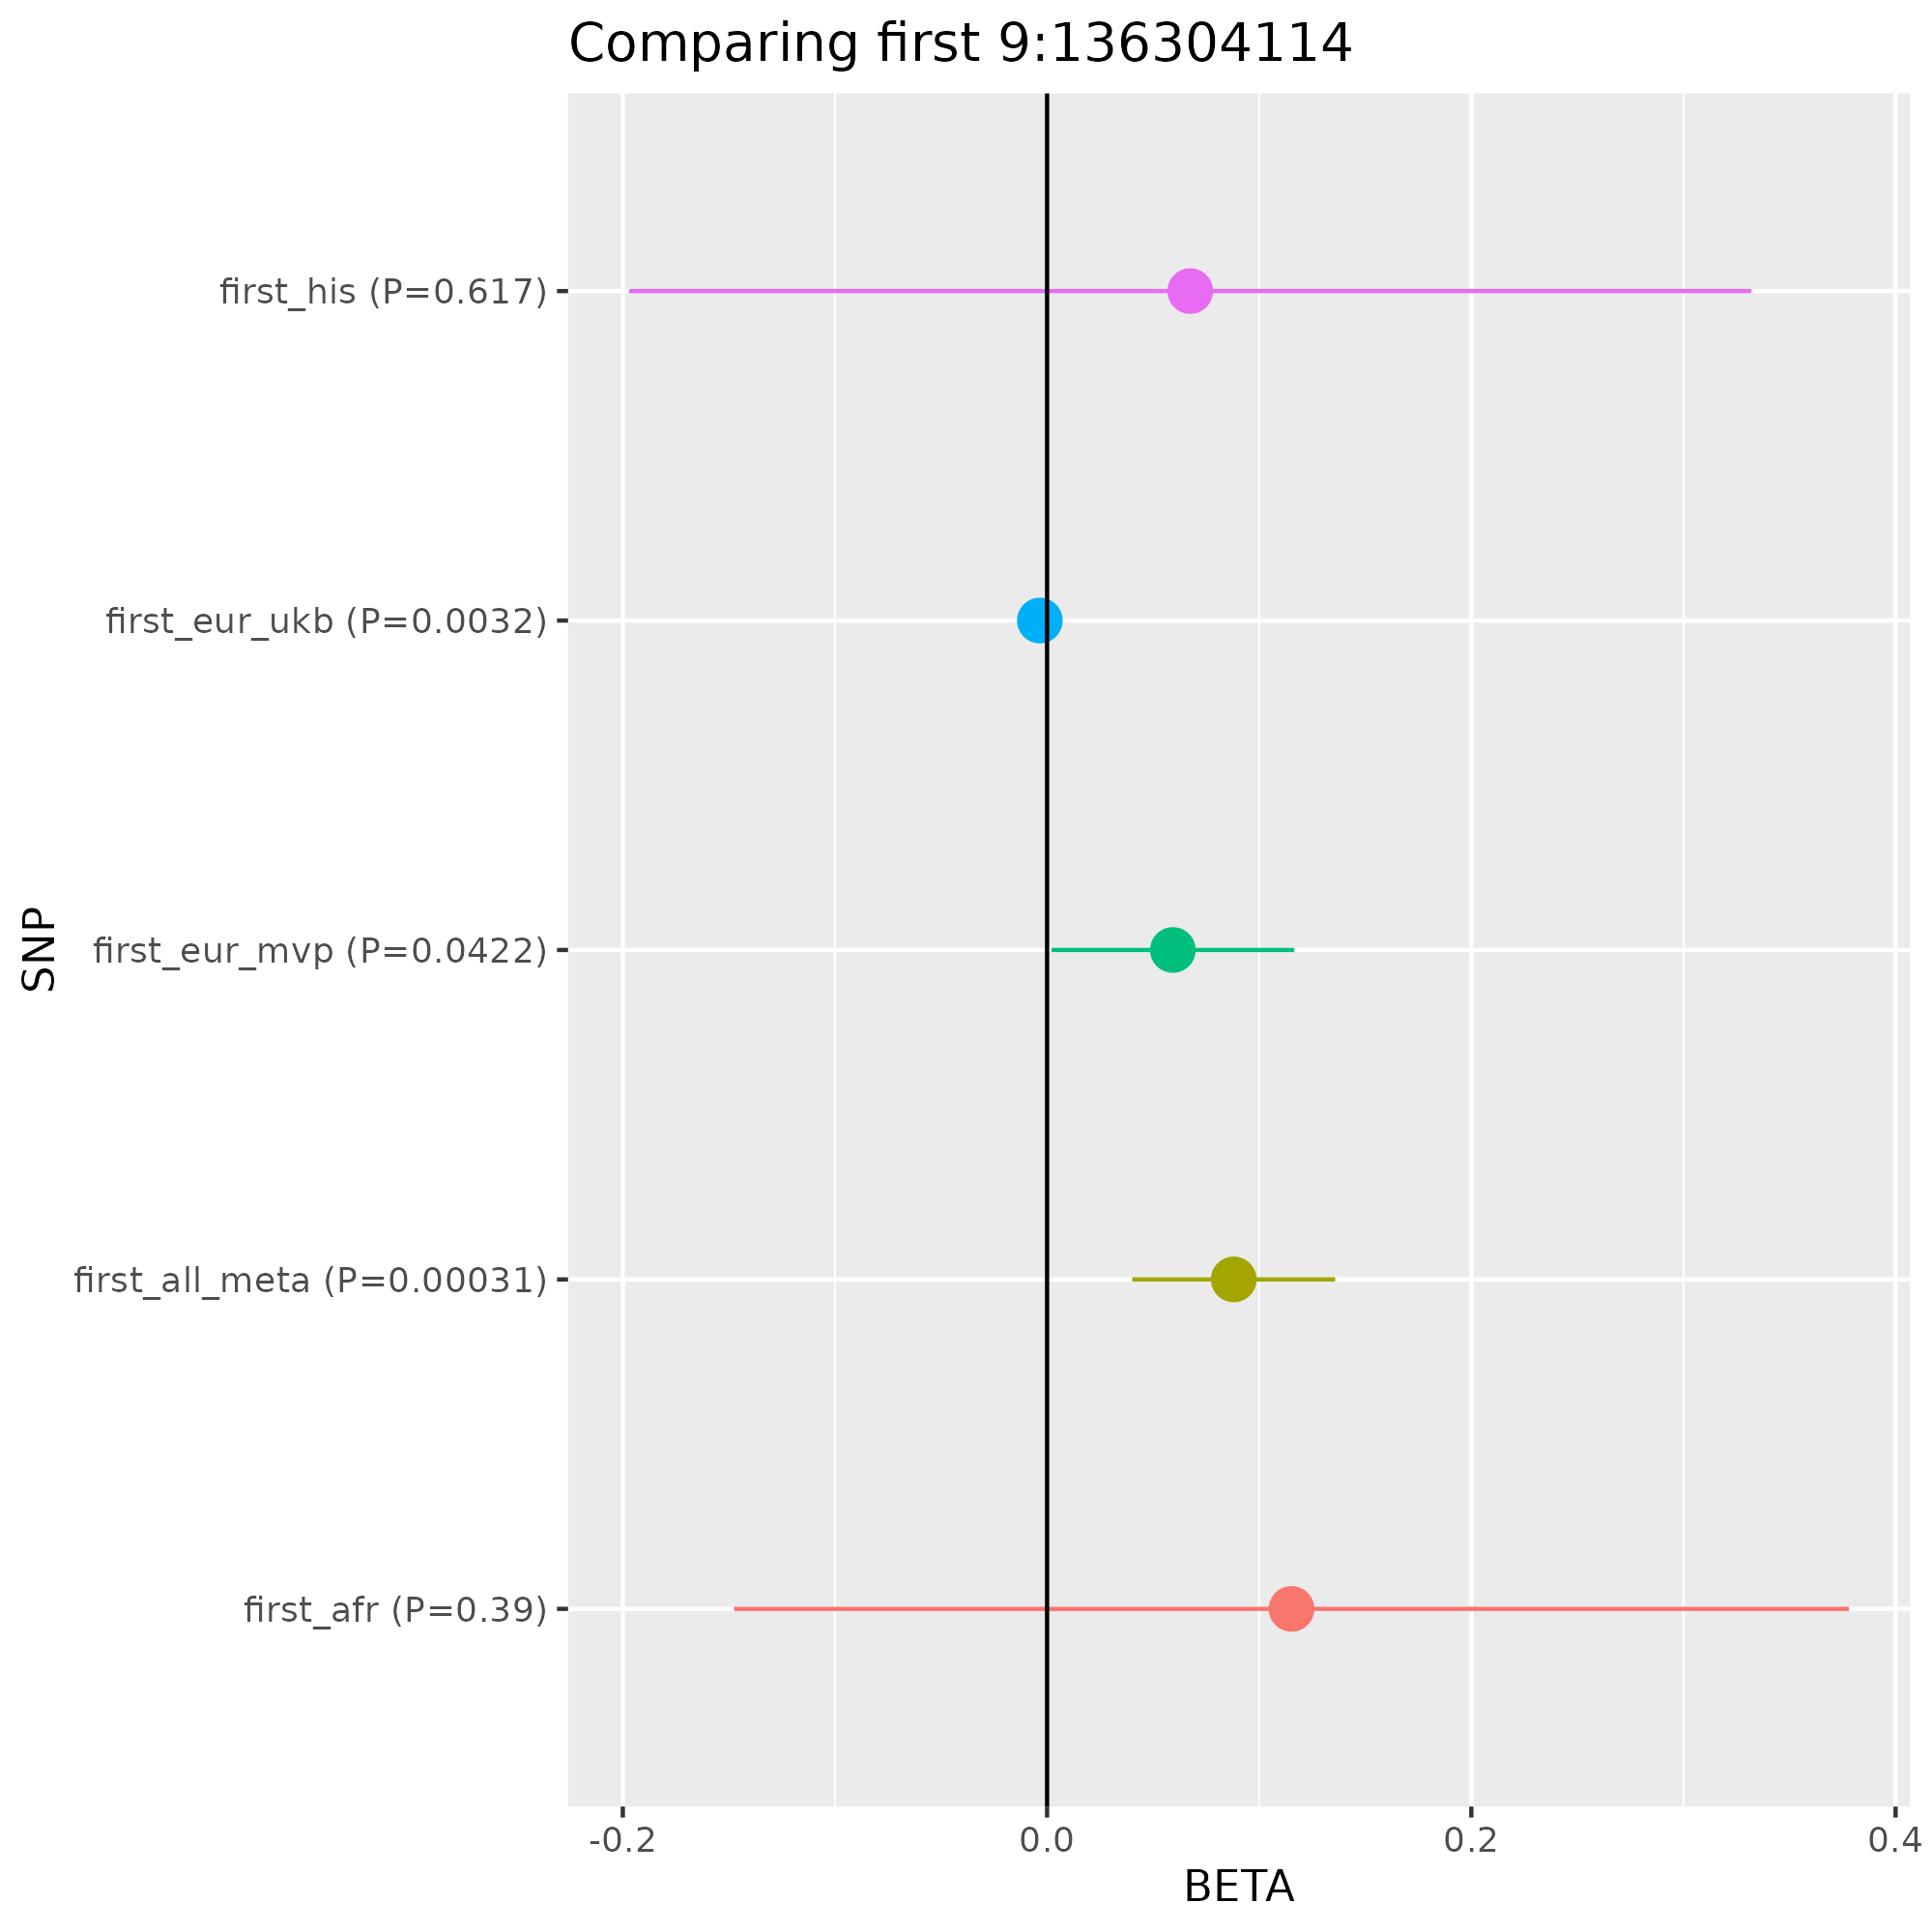 Comparing first 9:136304114
first_his (P=0.617)
first_eur_ukb (P=0.0032)
first_eur_mvp (P=0.0422)
first_all_meta (P=0.00031)
first_afr (P=0.39)
SNP
-0.2
0.0
0.2
0.4
BETA